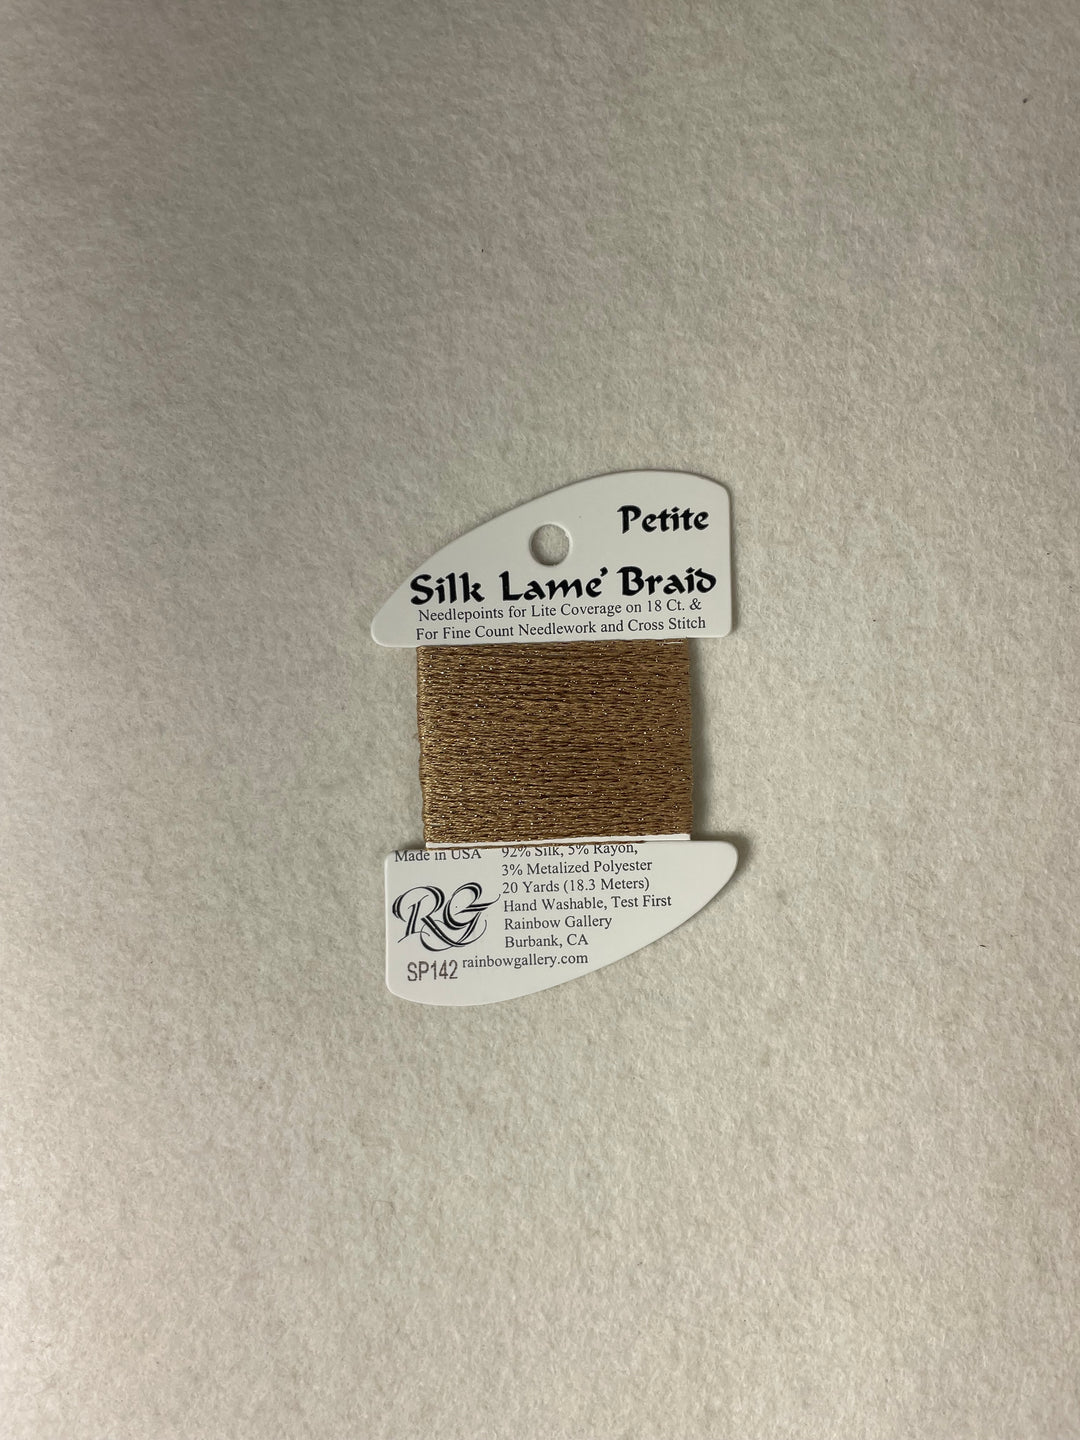 Petite
Silk Lame' Braid
Needlepoints for Lite Coverage on 18 Ct. &
For Fine Count Needlework and Cross Stitch
Made in USA
92% Silk, 5% Rayon,
3% Metalized Polyester
20 Yards (18.3 Meters)
Hand Washable, Test First
Rainbow Gallery
Burbank, CA
rainbowgallery.com
RG
SP142